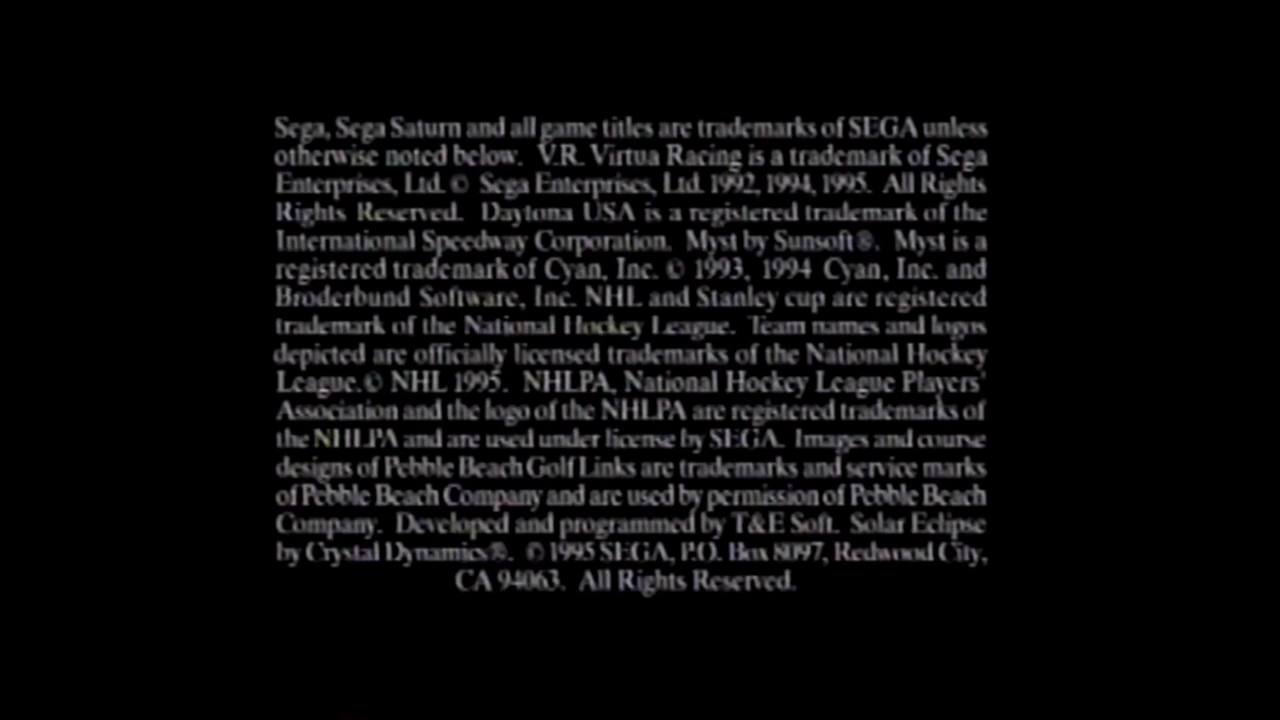 Sega, Sega Saturn and all game titles are trademarks of SEGA unless
otherwise noted below. V.R. Virtua Racing is a trademark of Sega
Enterprises, Ltd. © Sega Enterprises, Ltd. 1992, 1994, 1995. All Rights
Rights Reserved. Daytona USA is a registered trademark of the
International Speedway Corporation. Myst by Sunsoft®. Myst is a
registered trademark of Cyan, Inc. © 1993, 1994 Cyan, Inc. and
Broderbund Software, Inc. NHL and Stanley cup are registered
trademark of the National Hockey League. Team names and logos
depicted are officially licensed trademarks of the National Hockey
League.© NHL 1995. NHLPA, National Hockey League Players'
Association and the logo of the NHLPA are registered trademarks of
the NHLPA and are used under license by SEGA. Images and course
designs of Pebble Beach Golf Links are trademarks and service marks
of Pebble Beach Company and are used by permission of Pebble Beach
Company. Developed and programmed by T&E Soft. Solar Eclipse
by Crystal Dynamics®. © 1995 SEGA, P.O. Box 8097, Redwood City,
CA 94063. All Rights Reserved.